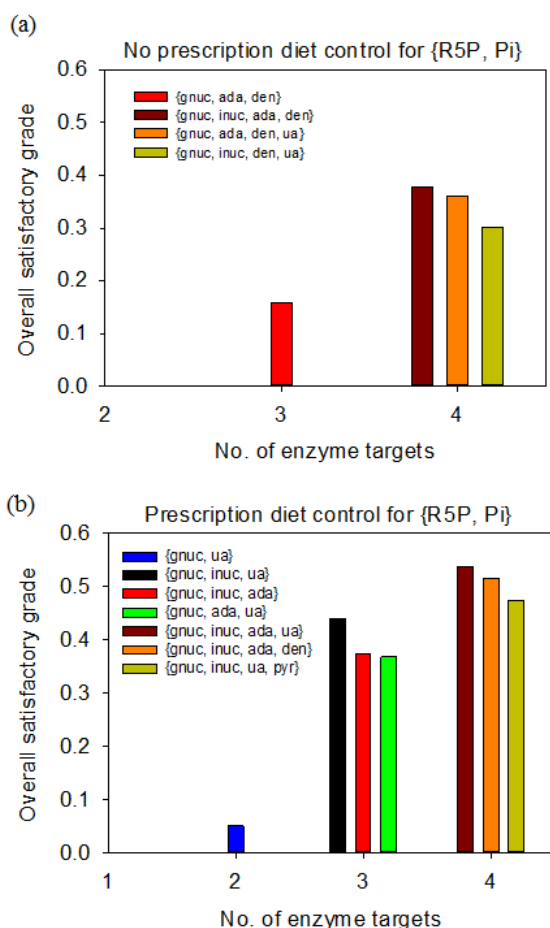 (a)
No prescription diet control for {R5P, Pi}
0.6
0.5
0.4
0.3
0.2
0.1
0.0
Overall satisfactory grade
{gnuc, ada, den}
{gnuc, inuc, ada, den}
{gnuc, ada, den, ua}
{gnuc, inuc, den, ua}
2 3 4
No. of enzyme targets
(b)
Prescription diet control for {R5P, Pi}
0.6
0.5
0.4
0.3
0.2
0.1
0.0
Overall satisfactory grade
{gnuc, ua}
{gnuc, inuc, ua}
{gnuc, inuc, ada}
{gnuc, ada, ua}
{gnuc, inuc, ada, ua}
{gnuc, inuc, ada, den}
{gnuc, inuc, ua, pyr}
1 2 3 4
No. of enzyme targets